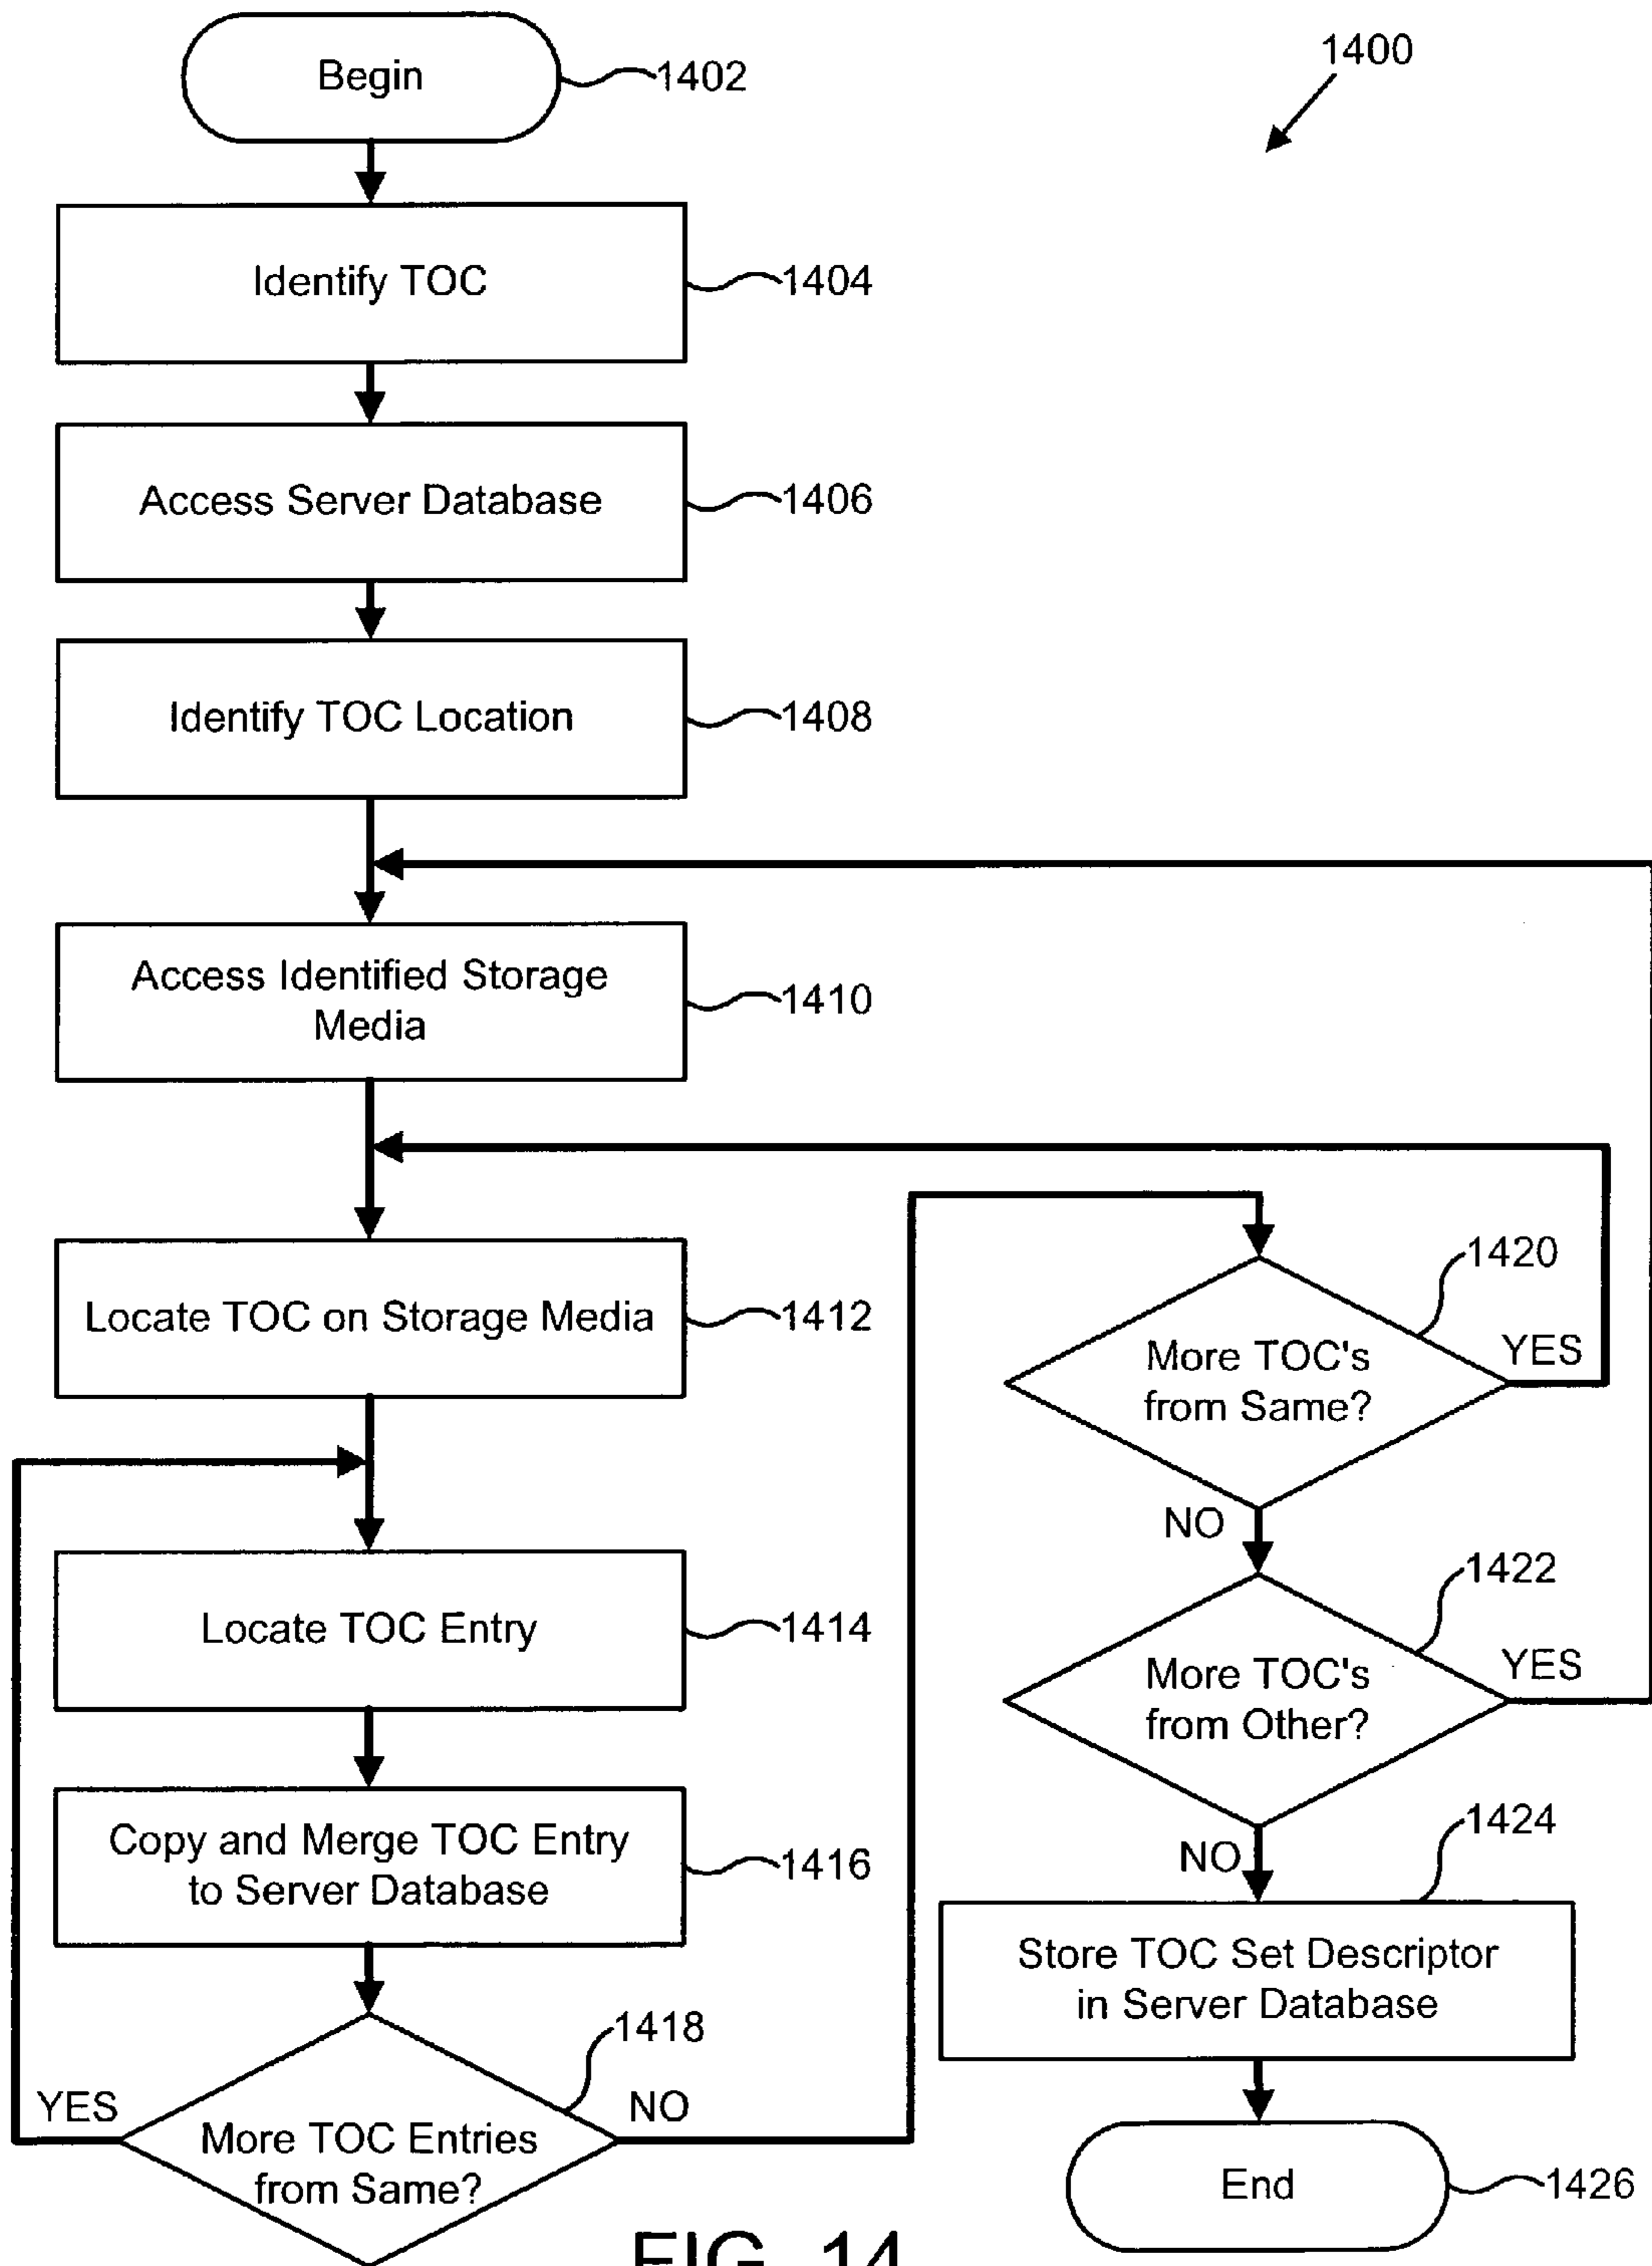 Begin
1402
1400
Identify TOC
1404
Access Server Database
1406
Identify TOC Location
1408
Access Identified Storage
Media
1410
Locate TOC on Storage Media
1412
Locate TOC Entry
1414
Copy and Merge TOC Entry
to Server Database
1416
1418
YES
NO
More TOC Entries
from Same?
1420
More TOC's
from Same?
YES
NO
1422
More TOC's
from Other?
YES
NO
1424
Store TOC Set Descriptor
in Server Database
End
1426
FIG. 14